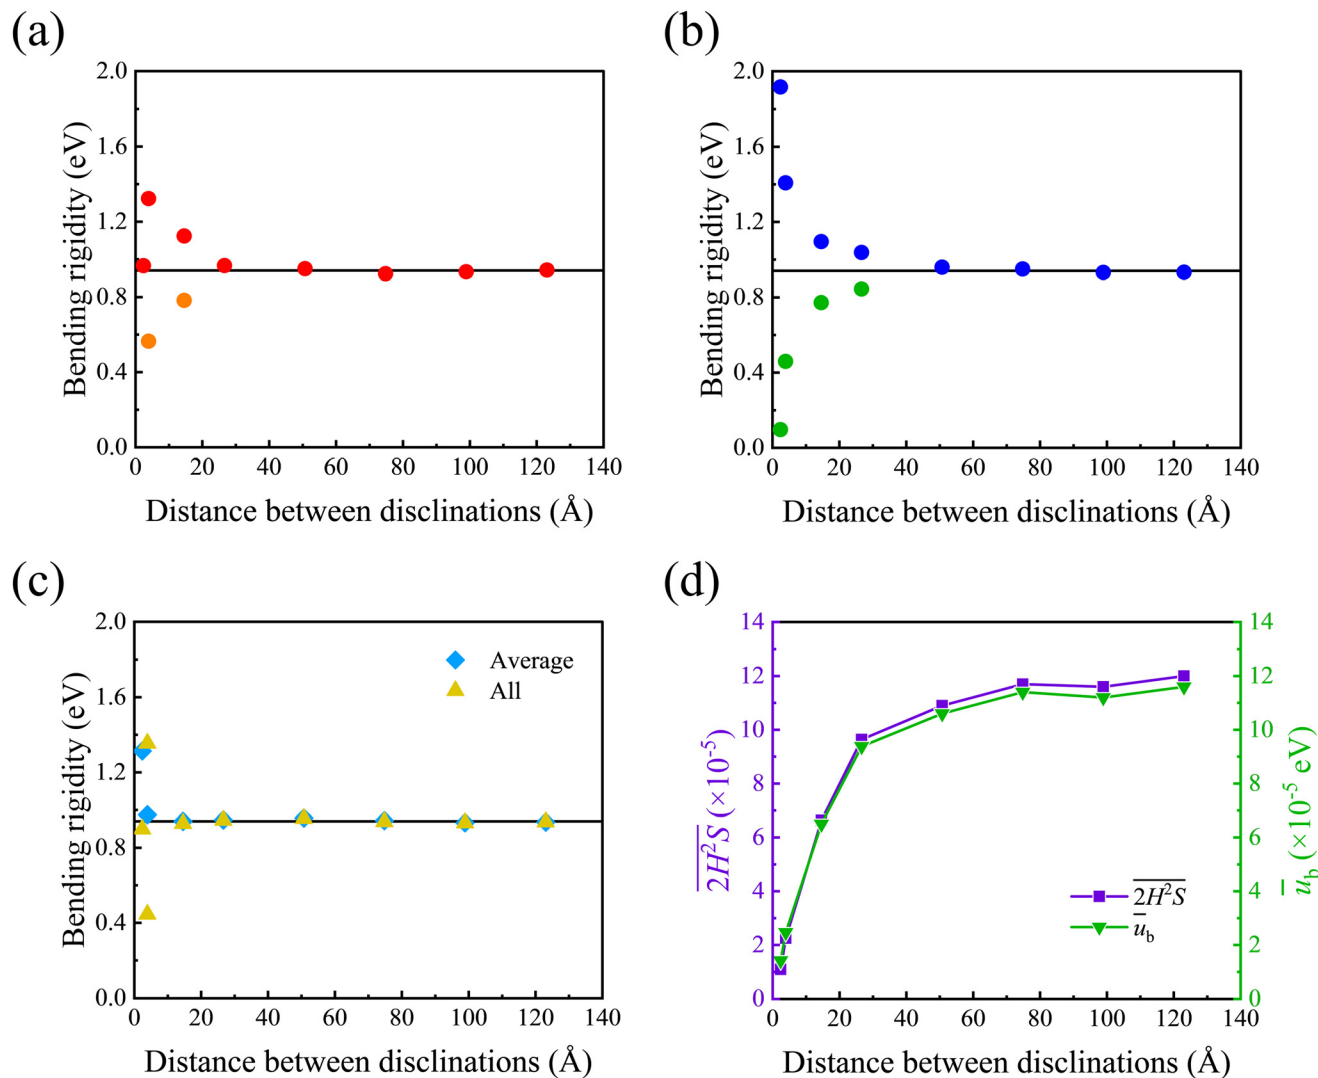 (a)
2.0
1.6
1.2
0.8
0.4
0.0
Bending rigidity (eV)
0 20 40 60 80 100 120 140
Distance between disclinations (Å)
(b)
2.0
1.6
1.2
0.8
0.4
0.0
Bending rigidity (eV)
0 20 40 60 80 100 120 140
Distance between disclinations (Å)
(c)
2.0
1.6
1.2
0.8
0.4
0.0
Bending rigidity (eV)
Average
All
0 20 40 60 80 100 120 140
Distance between disclinations (Å)
(d)
14
12
10
8
6
4
2
0
2H²S (×10⁻⁵)
2H²S
u̅_b
14
12
10
8
6
4
2
0
u̅_b (×10⁻⁵ eV)
0 20 40 60 80 100 120 140
Distance between disclinations (Å)